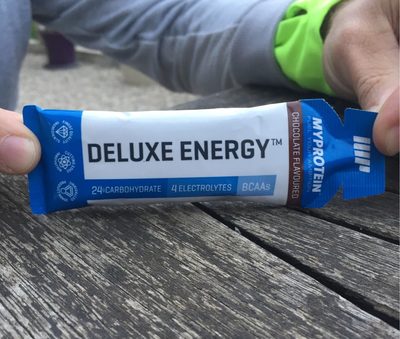 DELUXE ENERGY™
24G CARBOHYDRATE 4 ELECTROLYTES BCAAs
CHOCOLATE FLAVOURED
MYPROTEIN